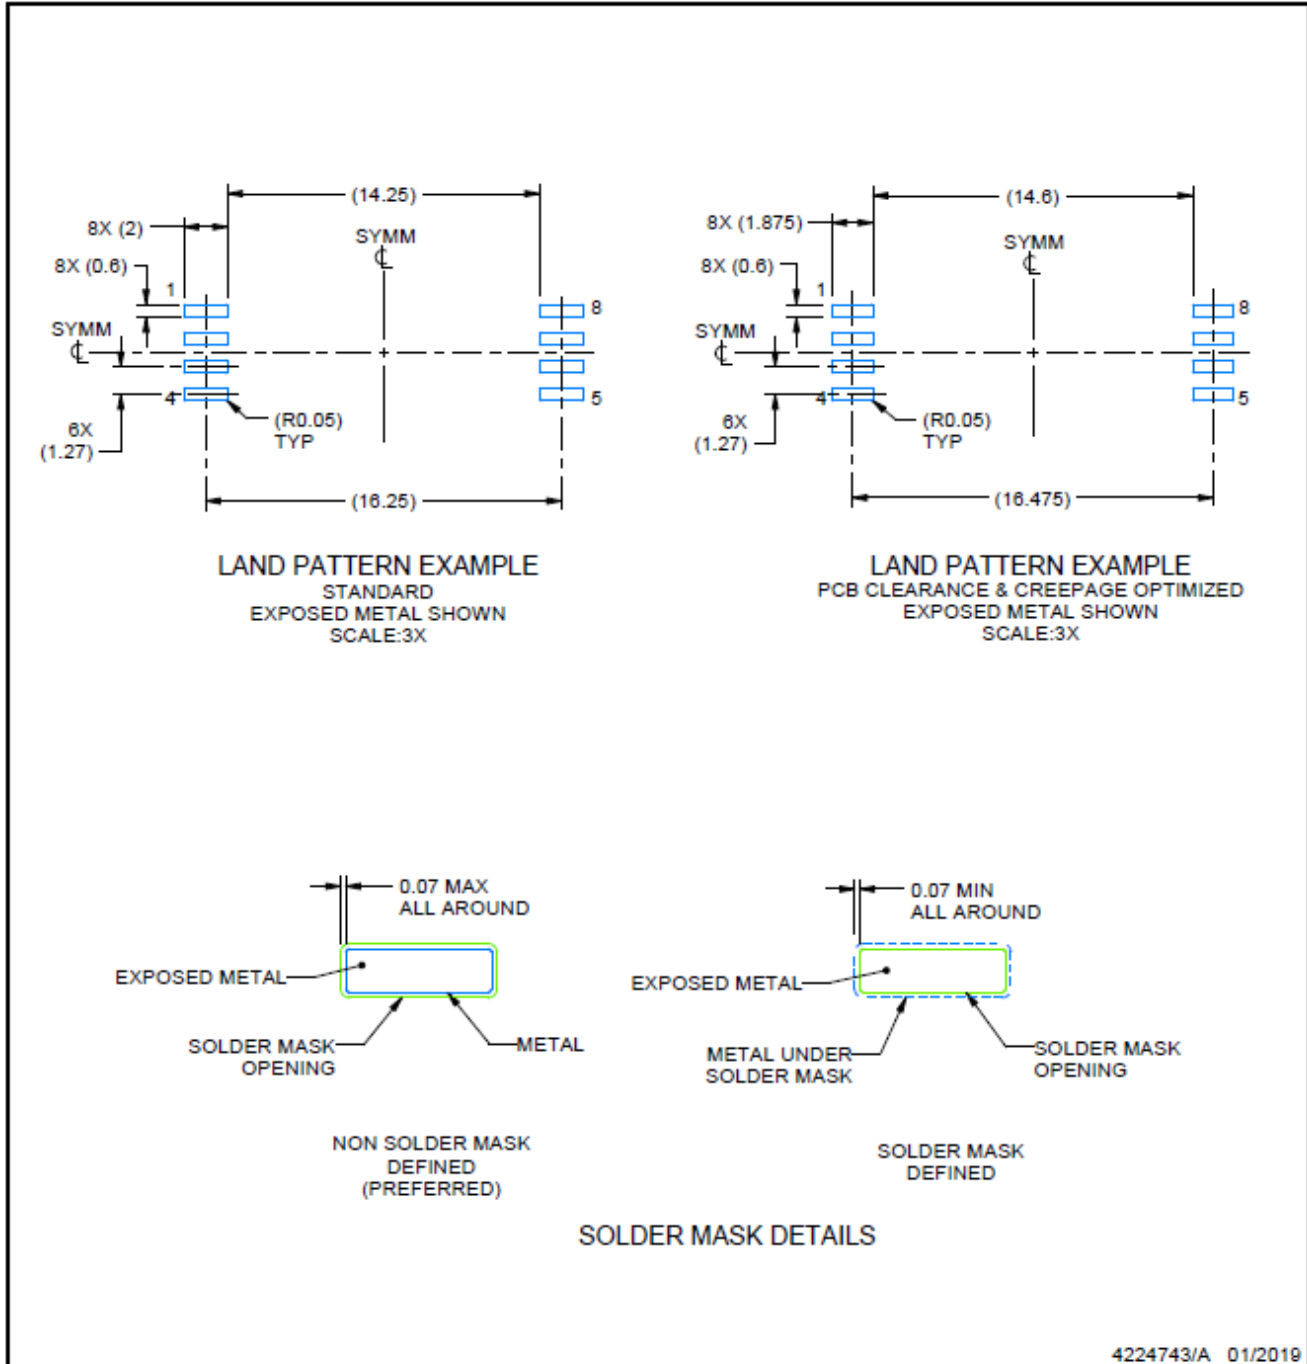 (14.25)
8X (2)
SYMM
8X (0.6)
1
8
SYMM
4
5
(R0.05)
TYP
6X
(1.27)
(16.25)
LAND PATTERN EXAMPLE
STANDARD
EXPOSED METAL SHOWN
SCALE:3X
(14.6)
8X (1.875)
SYMM
8X (0.6)
1
8
SYMM
4
5
(R0.05)
TYP
6X
(1.27)
(16.475)
LAND PATTERN EXAMPLE
PCB CLEARANCE & CREEPAGE OPTIMIZED
EXPOSED METAL SHOWN
SCALE:3X
0.07 MAX
ALL AROUND
EXPOSED METAL
SOLDER MASK
OPENING
METAL
NON SOLDER MASK
DEFINED
(PREFERRED)
0.07 MIN
ALL AROUND
EXPOSED METAL
METAL UNDER
SOLDER MASK
SOLDER MASK
OPENING
SOLDER MASK
DEFINED
SOLDER MASK DETAILS
4224743/A 01/2019